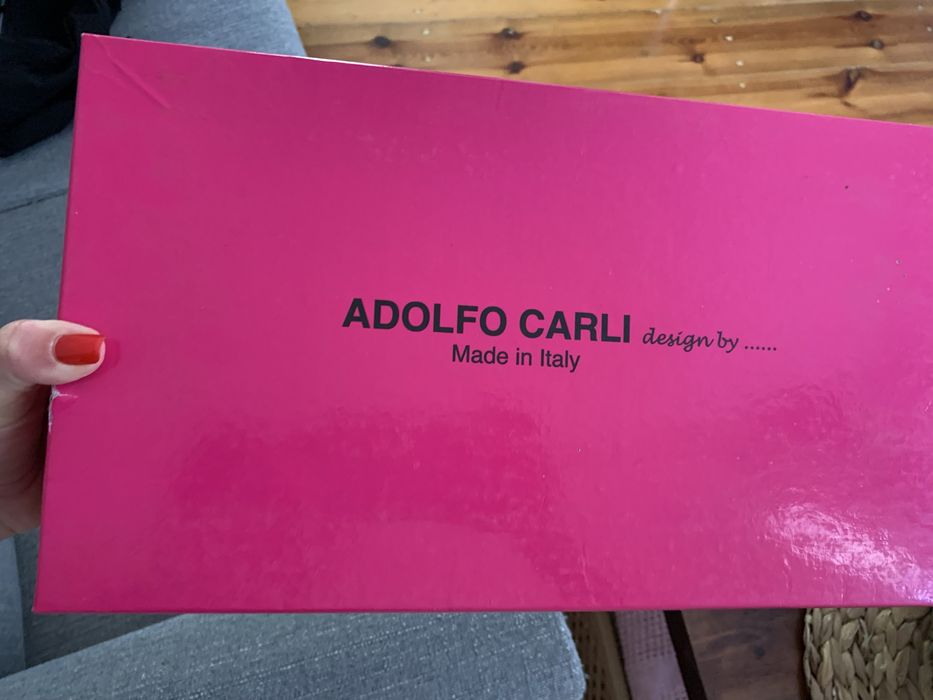 ADOLFO CARLI design by ......
Made in Italy